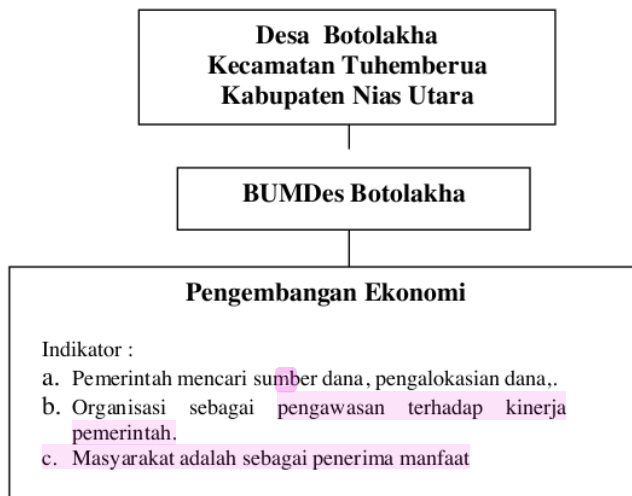 Desa Botolakha
Kecamatan Tuhemberua
Kabupaten Nias Utara
BUMDes Botolakha
Pengembangan Ekonomi
Indikator :
a. Pemerintah mencari sumber dana, pengalokasian dana,.
b. Organisasi sebagai pengawasan terhadap kinerja
pemerintah.
c. Masyarakat adalah sebagai penerima manfaat